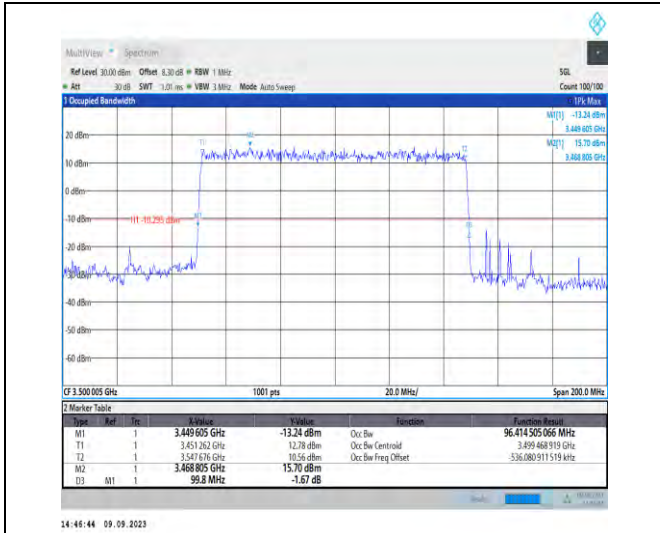 MultiView Spectrum
Ref Level 30.00 dBm Offset 8.30 dB RBW 1 MHz SGL
Att 30 dB SWT 1.01 ms VBW 3 MHz Mode Auto Sweep Count 100/100
1 Occupied Bandwidth 1Pk Max
M1[1] -13.24 dBm
3.449 605 GHz
M2[1] 15.70 dBm
3.468 805 GHz
20 dBm
T1 M2 T2
10 dBm
0 dBm
-10 dBm H1 -10.295 dBm M1
-20 dBm
-30 dBm
-40 dBm
-50 dBm
-60 dBm
CF 3.500 005 GHz 1001 pts 20.0 MHz/ Span 200.0 MHz
2 Marker Table
Type Ref Trc X-Value Y-Value Function Function Result
M1 1 3.449 605 GHz -13.24 dBm Occ Bw 96.414 505 066 MHz
T1 1 3.451 262 GHz 12.78 dBm Occ Bw Centroid 3.499 468 919 GHz
T2 1 3.547 676 GHz 10.56 dBm Occ Bw Freq Offset -536.080 911 519 kHz
M2 1 3.468 805 GHz 15.70 dBm
D3 M1 1 99.8 MHz -1.67 dB
14:46:44 09.09.2023